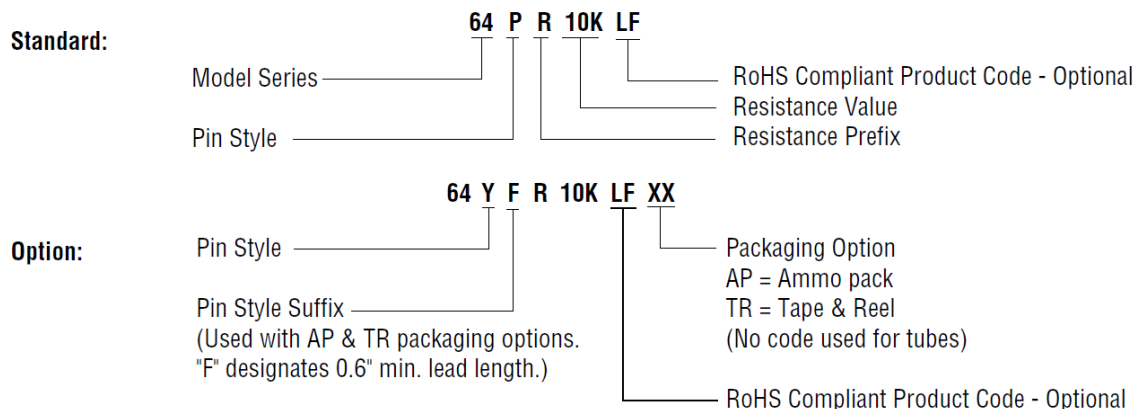 64 P R 10K LF
Standard:
Model Series
RoHS Compliant Product Code - Optional
Resistance Value
Pin Style
Resistance Prefix
64 Y F R 10K LF XX
Option:
Pin Style
Packaging Option
AP = Ammo pack
TR = Tape & Reel
(No code used for tubes)
Pin Style Suffix
(Used with AP & TR packaging options.
"F" designates 0.6" min. lead length.)
RoHS Compliant Product Code - Optional